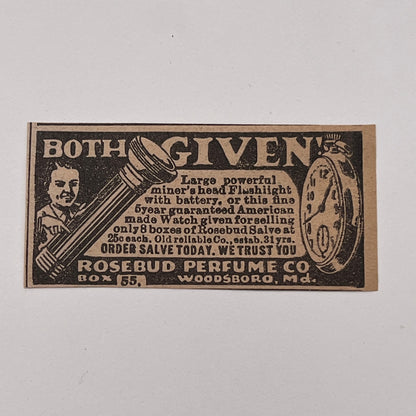 BOTH GIVEN!
Large powerful
miner's head Flashlight
with battery, or this fine
5year guaranteed American
made Watch given for selling
only 8 boxes of Rosebud Salve at
25c each. Old reliable Co., estab. 31 yrs.
ORDER SALVE TODAY. WE TRUST YOU
ROSEBUD PERFUME CO
BOX 55, WOODSBORO, Md.